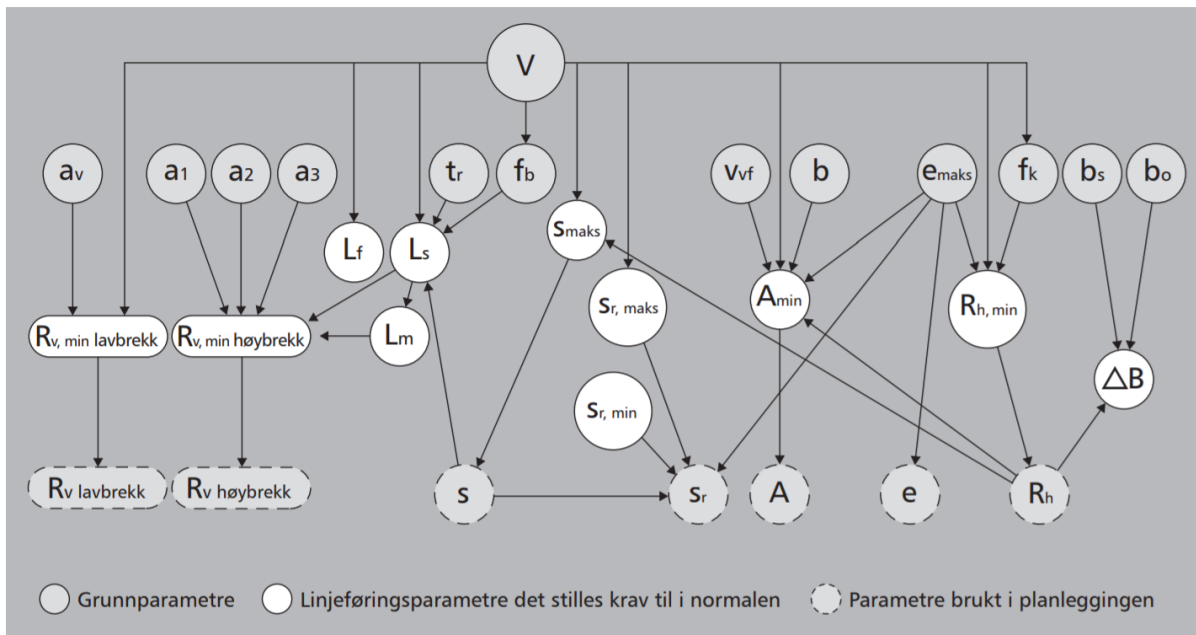 V
av
a1
a2
a3
tr
fb
vvf
b
emaks
fk
bs
bo
Lf
Ls
smaks
sr, maks
Amin
Rh, min
Rv, min lavbrekk
Rv, min høybrekk
Lm
△B
sr, min
Rv lavbrekk
Rv høybrekk
s
sr
A
e
Rh
Grunnparametre
Linjeføringsparametre det stilles krav til i normalen
Parametre brukt i planleggingen